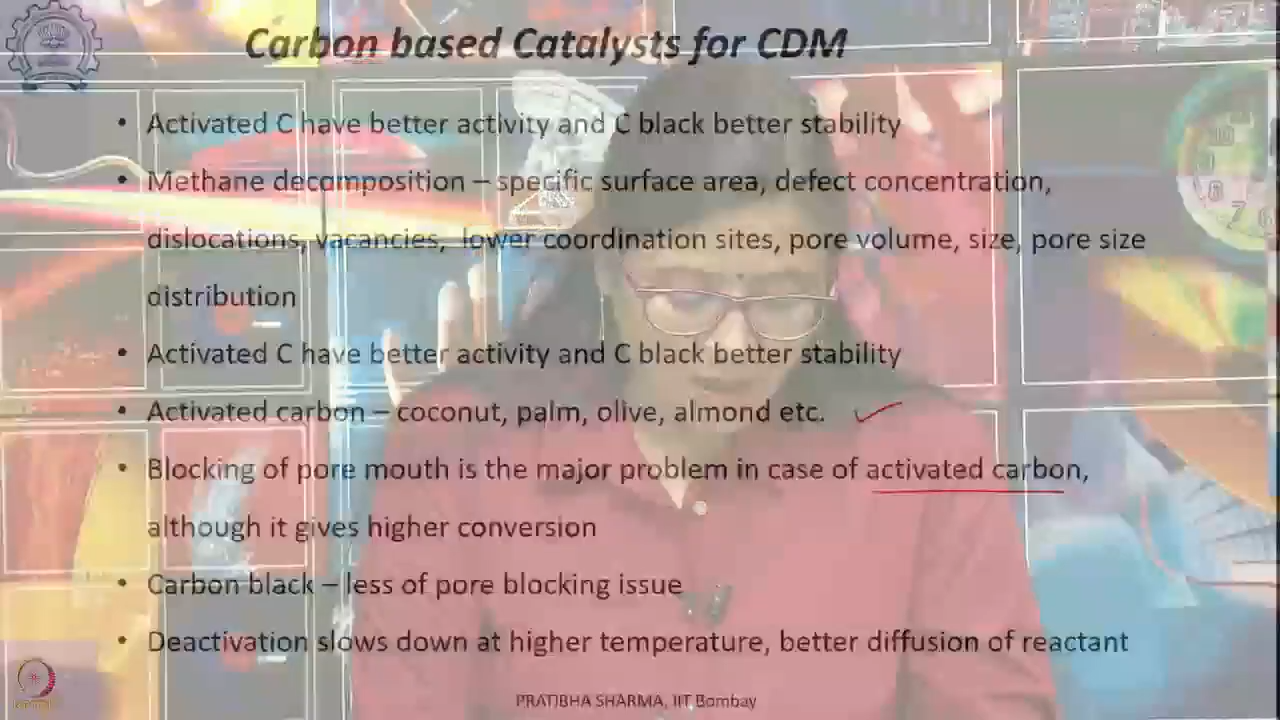 Carbon based Catalysts for CDM
• Activated C have better activity and C black better stability
• Methane decomposition – specific surface area, defect concentration,
dislocations, vacancies, lower coordination sites, pore volume, size, pore size
distribution
• Activated C have better activity and C black better stability
• Activated carbon – coconut, palm, olive, almond etc.
• Blocking of pore mouth is the major problem in case of activated carbon,
although it gives higher conversion
• Carbon black – less of pore blocking issue
• Deactivation slows down at higher temperature, better diffusion of reactant
PRATIBHA SHARMA, IIT Bombay